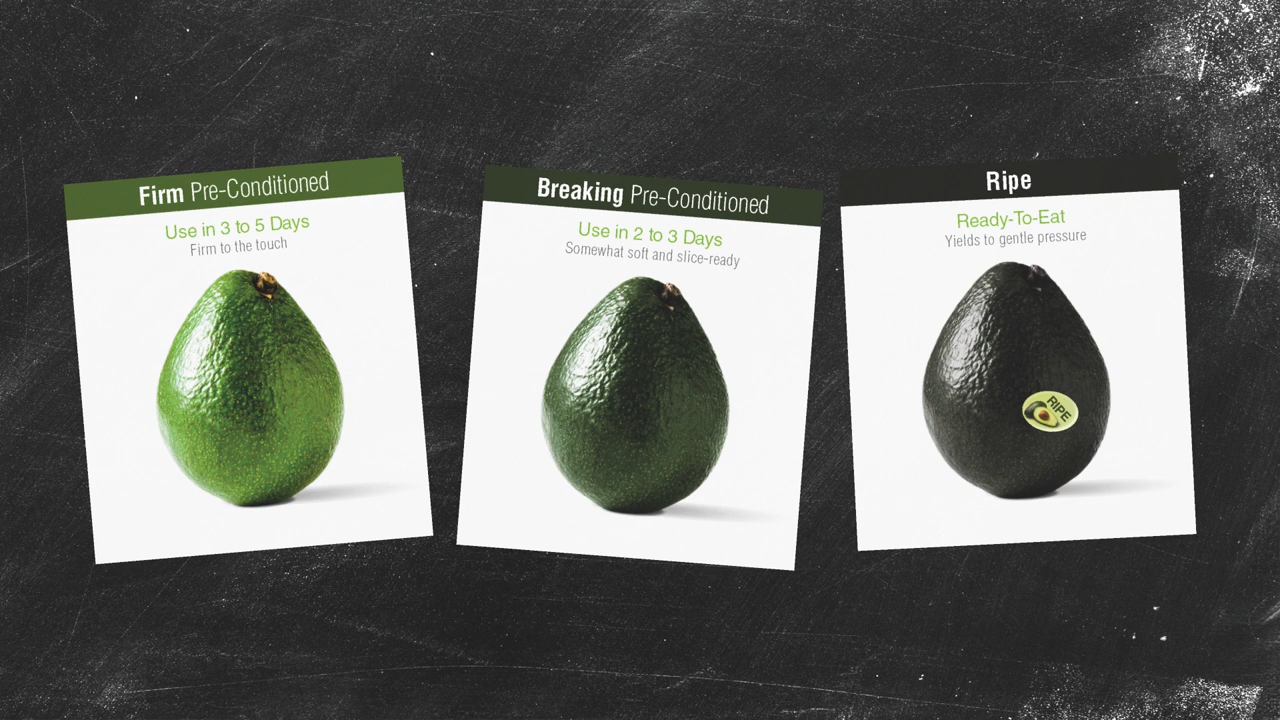 Firm Pre-Conditioned
Use in 3 to 5 Days
Firm to the touch
Breaking Pre-Conditioned
Use in 2 to 3 Days
Somewhat soft and slice-ready
Ripe
Ready-To-Eat
Yields to gentle pressure
RIPE